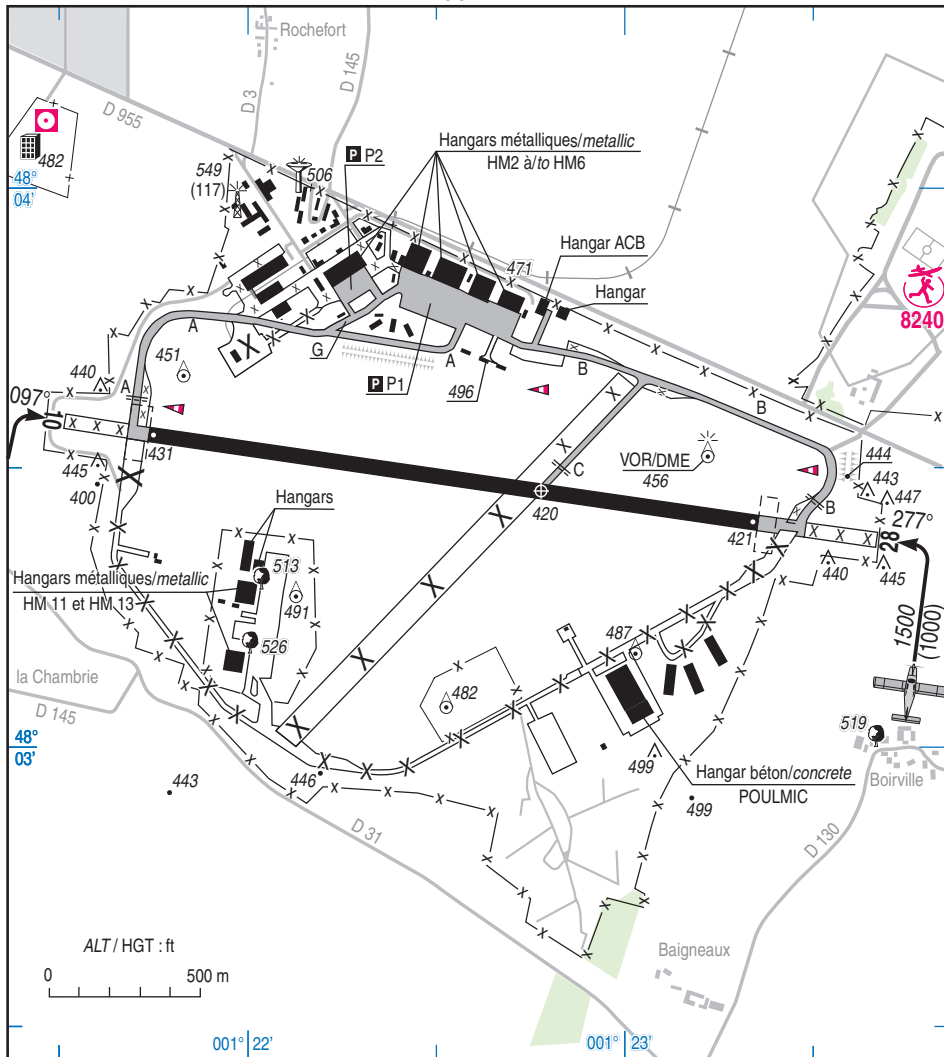 Rochefort
D 3
D 145
D 955
482
48°
04'
549
(117)
506
P P2
Hangars métalliques/metallic
HM2 à/to HM6
471
Hangar ACB
Hangar
8240
A
G
P P1
A
496
B
B
451
440
A
097°
10
431
445
400
C
VOR/DME
456
420
444
443
447
277°
B
421
28
440
445
Hangars
513
Hangars métalliques/metallic
HM 11 et HM 13
491
526
487
1500
(1000)
la Chambrie
D 145
482
519
48°
03'
443
446
499
Hangar béton/concrete
POULMIC
499
Boirville
D 31
D 130
Baigneaux
ALT / HGT : ft
0 500 m
001° 22'
001° 23'